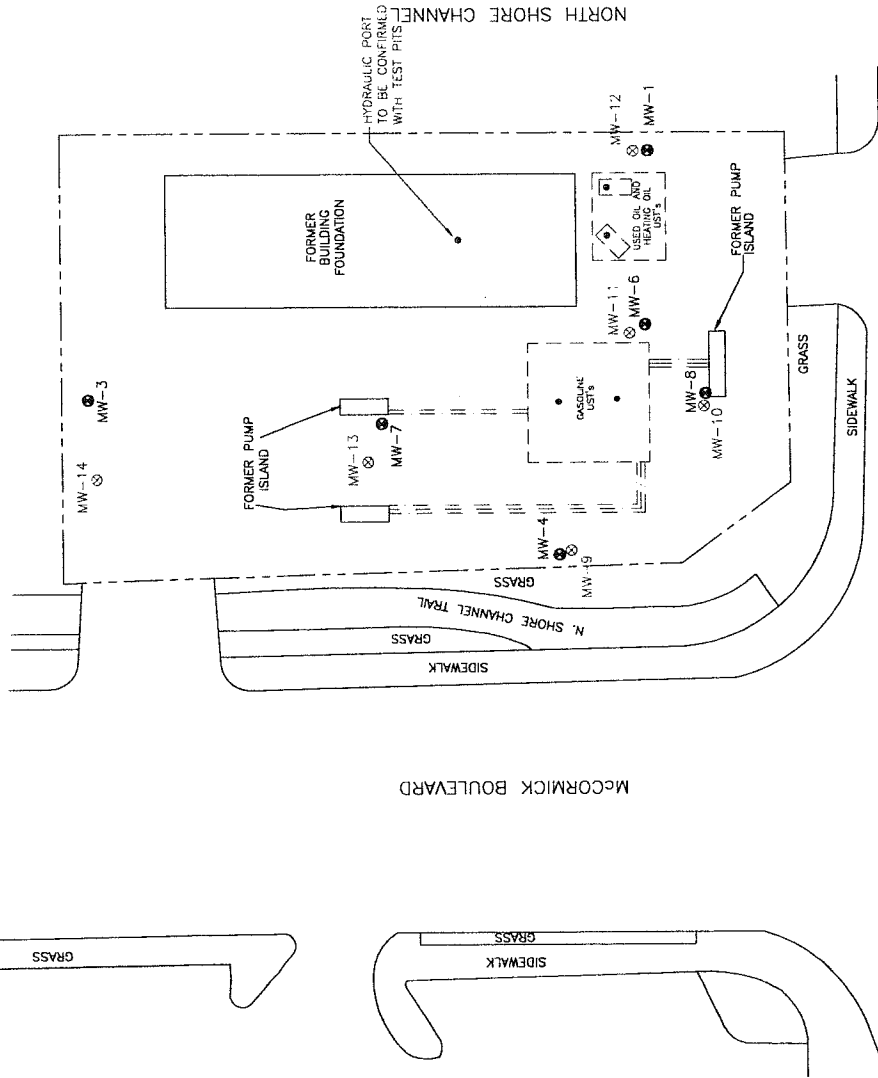 NORTH SHORE CHANNEL
HYDRAULIC PORT
TO BE CONFIRMED
WITH TEST PITS
MW-12
MW-1
FORMER
BUILDING
FOUNDATION
USED OIL AND
HEATING OIL
UST's
FORMER PUMP
ISLAND
MW-11
MW-6
MW-3
MW-14
FORMER PUMP
ISLAND
MW-13
MW-7
GASOLINE
UST's
MW-8
MW-10
GRASS
SIDEWALK
MW-4
MW-9
GRASS
N. SHORE CHANNEL TRAIL
GRASS
SIDEWALK
McCORMICK BOULEVARD
GRASS
GRASS
SIDEWALK